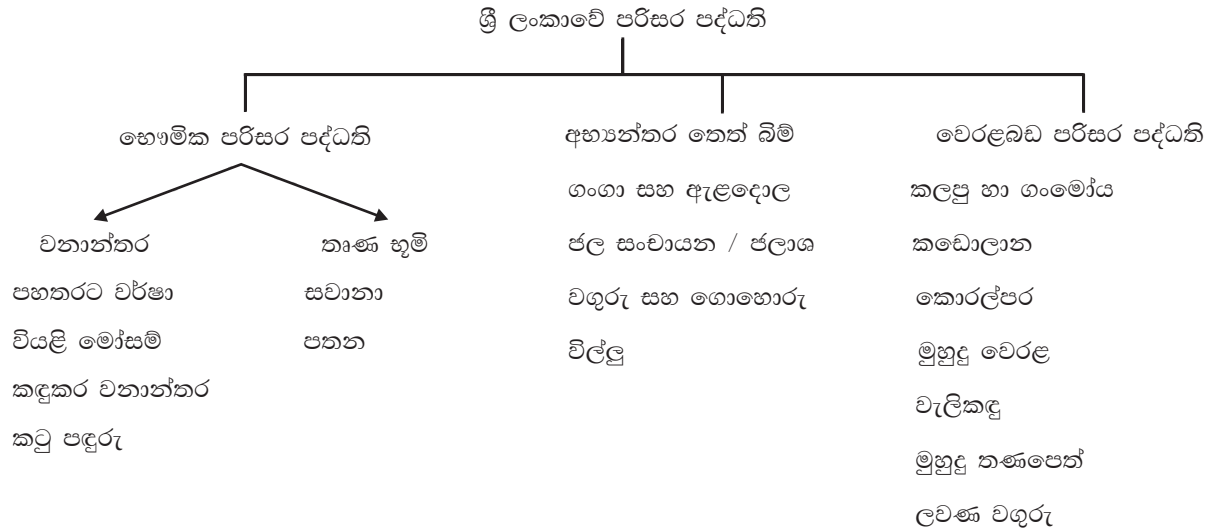 ශ්‍රී ලංකාවේ පරිසර පද්ධති
භෞමික පරිසර පද්ධති
වනාන්තර
පහතරට වර්ෂා
වියළි මෝසම්
කඳුකර වනාන්තර
කටු පඳුරු
තෘණ භූමි
සවානා
පතන
අභ්‍යන්තර තෙත් බිම්
ගංගා සහ ඇළදොල
ජල සංචායන / ජලාශ
වගුරු සහ ගොහොරු
විල්ලු
වෙරළබඩ පරිසර පද්ධති
කලපු හා ගංමෝය
කඩොලාන
කොරල්පර
මුහුදු වෙරළ
වැලිකඳු
මුහුදු තණපෙත්
ලවණ වගුරු